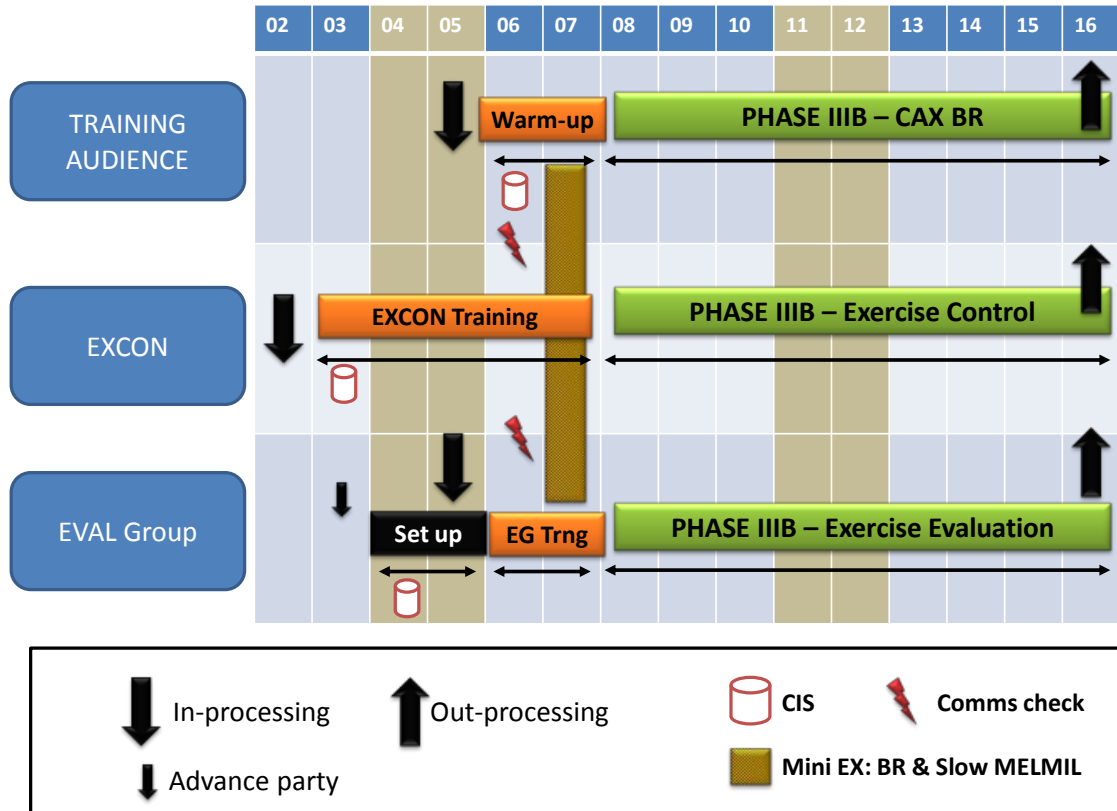 02 03 04 05 06 07 08 09 10 11 12 13 14 15 16
TRAINING
AUDIENCE
Warm-up
PHASE IIIB – CAX BR
EXCON
EXCON Training
PHASE IIIB – Exercise Control
EVAL Group
Set up
EG Trng
PHASE IIIB – Exercise Evaluation
In-processing
Out-processing
CIS
Comms check
Advance party
Mini EX: BR & Slow MELMIL